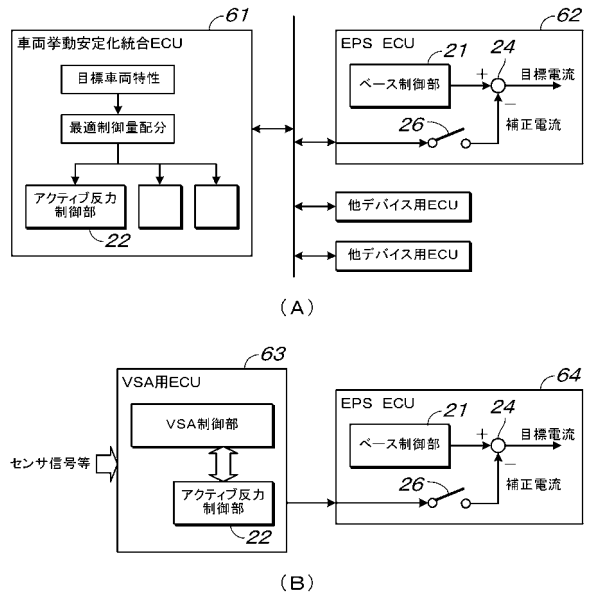 61
車両挙動安定化統合ECU
目標車両特性
最適制御量配分
アクティブ反力
制御部
22
62
EPS ECU
21
ベース制御部
24
+
目標電流
−
補正電流
26
他デバイス用ECU
他デバイス用ECU
(A)
63
VSA用ECU
VSA制御部
センサ信号等
アクティブ反力
制御部
22
64
EPS ECU
21
ベース制御部
24
+
目標電流
−
補正電流
26
(B)